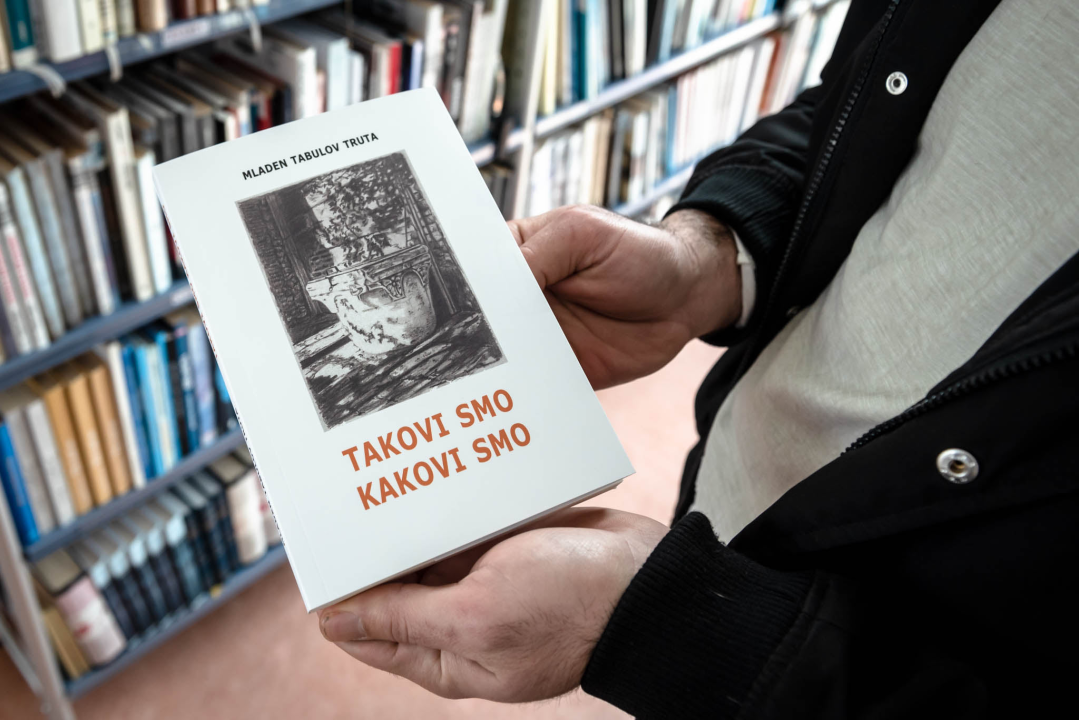 MLADEN TABULOV TRUTA
TAKOVI SMO
KAKOVI SMO